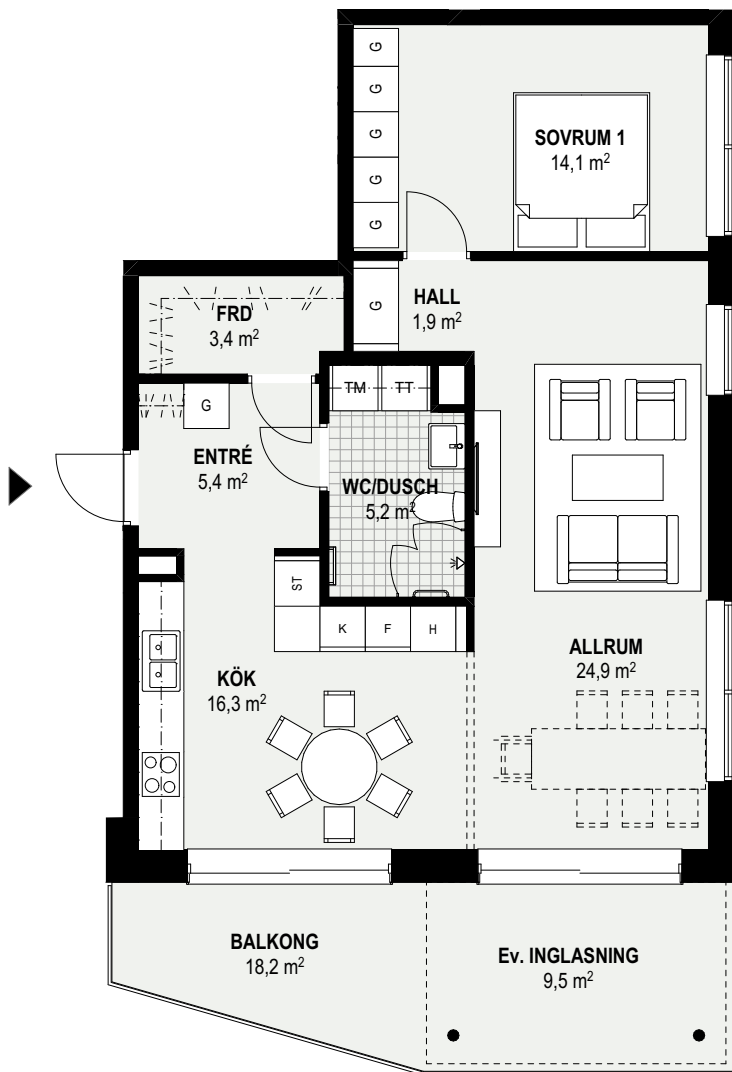 G
G
G
G
G
SOVRUM 1
14,1 m²
G
HALL
1,9 m²
FRD
3,4 m²
TM
TT
G
ENTRÉ
5,4 m²
WC/DUSCH
5,2 m²
ST
K
F
H
KÖK
16,3 m²
ALLRUM
24,9 m²
BALKONG
18,2 m²
Ev. INGLASNING
9,5 m²